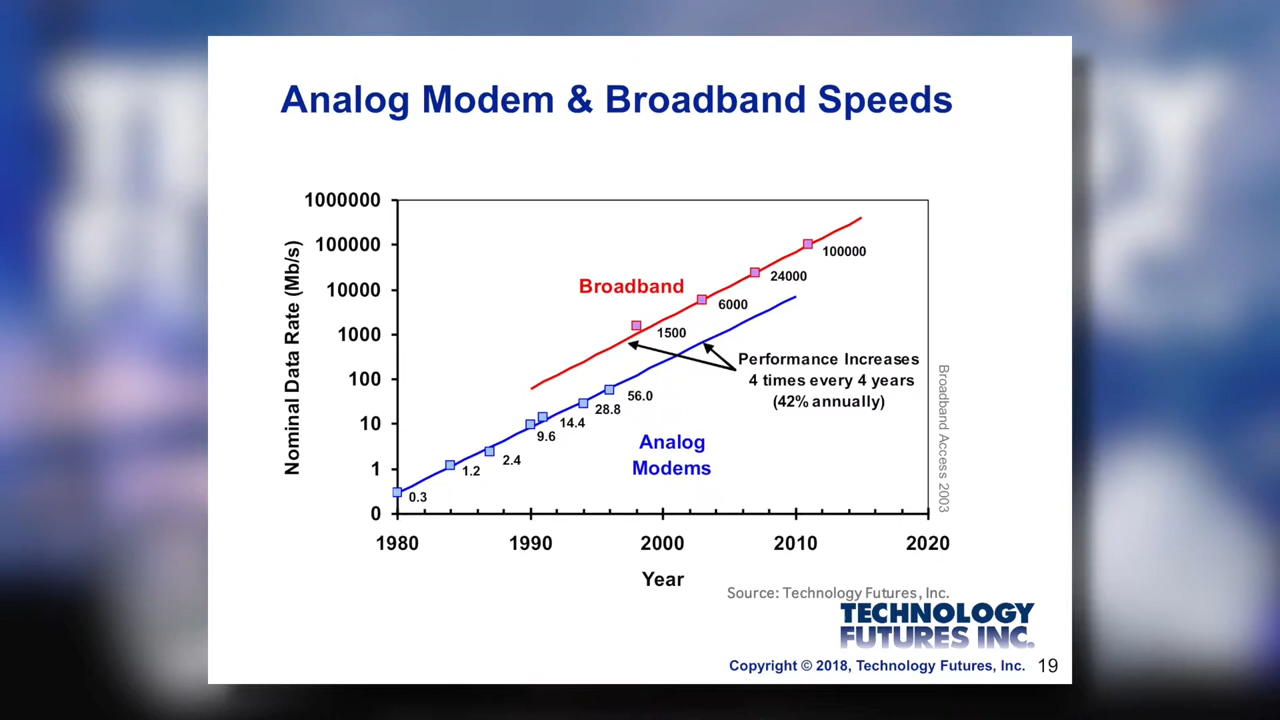 Analog Modem & Broadband Speeds
Nominal Data Rate (Mb/s)
1000000
100000
10000
1000
100
10
1
0
Broadband
100000
24000
6000
1500
Performance Increases
4 times every 4 years
(42% annually)
56.0
28.8
14.4
9.6
2.4
1.2
0.3
Analog
Modems
Broadband Access 2003
1980 1990 2000 2010 2020
Year
Source: Technology Futures, Inc.
TECHNOLOGY
FUTURES INC.
Copyright © 2018, Technology Futures, Inc. 19